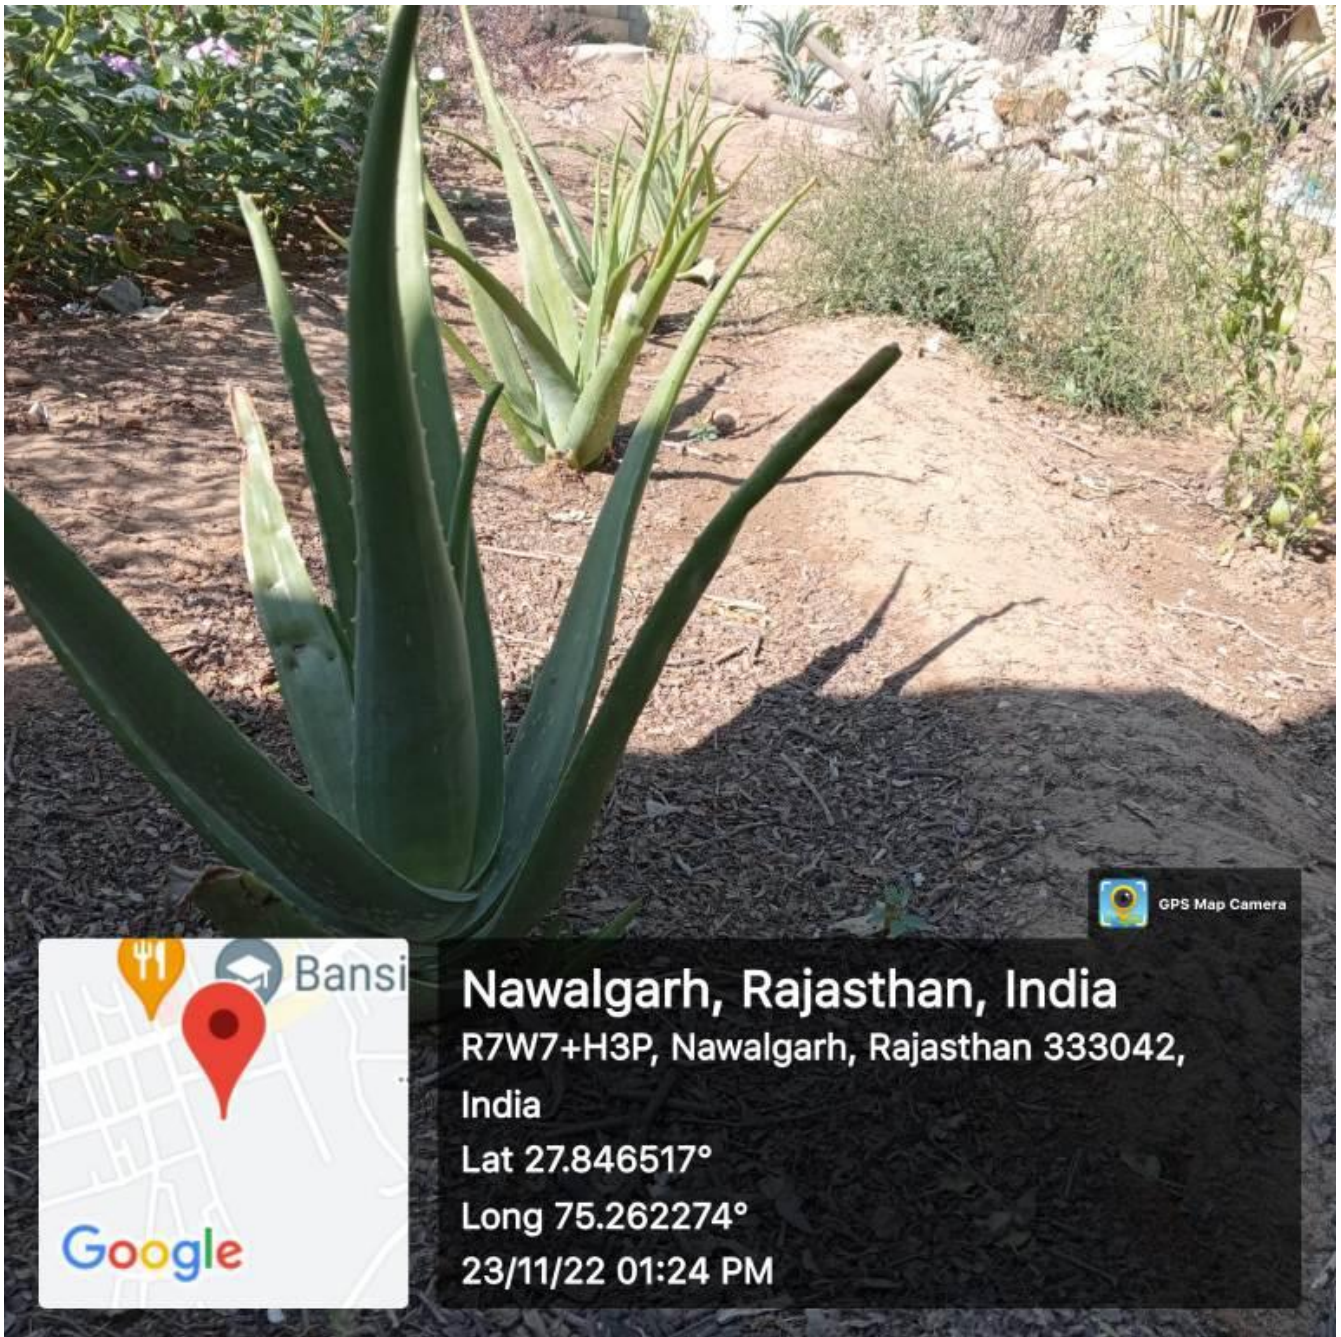 GPS Map Camera
Bansi
Google
Nawalgarh, Rajasthan, India
R7W7+H3P, Nawalgarh, Rajasthan 333042,
India
Lat 27.846517°
Long 75.262274°
23/11/22 01:24 PM